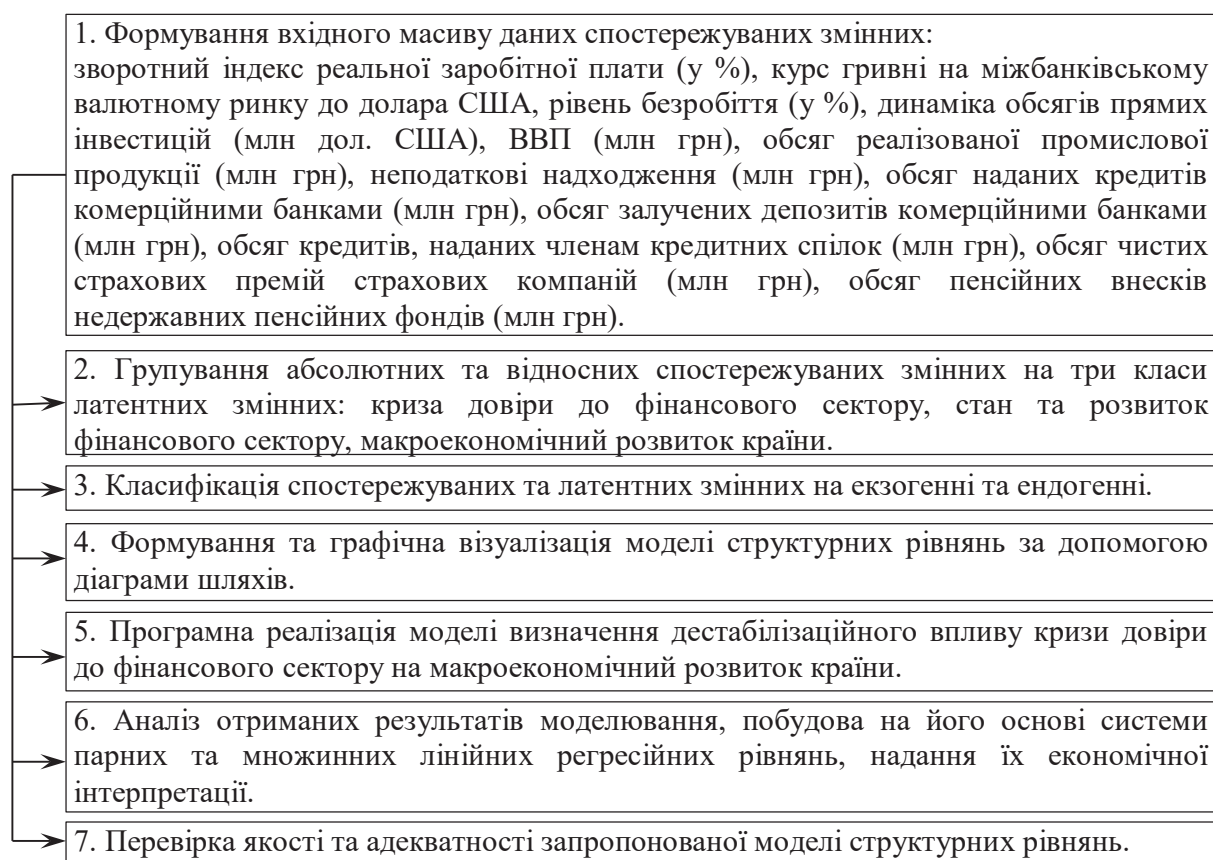 1. Формування вхідного масиву даних спостережуваних змінних:
зворотний індекс реальної заробітної плати (у %), курс гривні на міжбанківському
валютному ринку до долара США, рівень безробіття (у %), динаміка обсягів прямих
інвестицій (млн дол. США), ВВП (млн грн), обсяг реалізованої промислової
продукції (млн грн), неподаткові надходження (млн грн), обсяг наданих кредитів
комерційними банками (млн грн), обсяг залучених депозитів комерційними банками
(млн грн), обсяг кредитів, наданих членам кредитних спілок (млн грн), обсяг чистих
страхових премій страхових компаній (млн грн), обсяг пенсійних внесків
недержавних пенсійних фондів (млн грн).
2. Групування абсолютних та відносних спостережуваних змінних на три класи
латентних змінних: криза довіри до фінансового сектору, стан та розвиток
фінансового сектору, макроекономічний розвиток країни.
3. Класифікація спостережуваних та латентних змінних на екзогенні та ендогенні.
4. Формування та графічна візуалізація моделі структурних рівнянь за допомогою
діаграми шляхів.
5. Програмна реалізація моделі визначення дестабілізаційного впливу кризи довіри
до фінансового сектору на макроекономічний розвиток країни.
6. Аналіз отриманих результатів моделювання, побудова на його основі системи
парних та множинних лінійних регресійних рівнянь, надання їх економічної
інтерпретації.
7. Перевірка якості та адекватності запропонованої моделі структурних рівнянь.